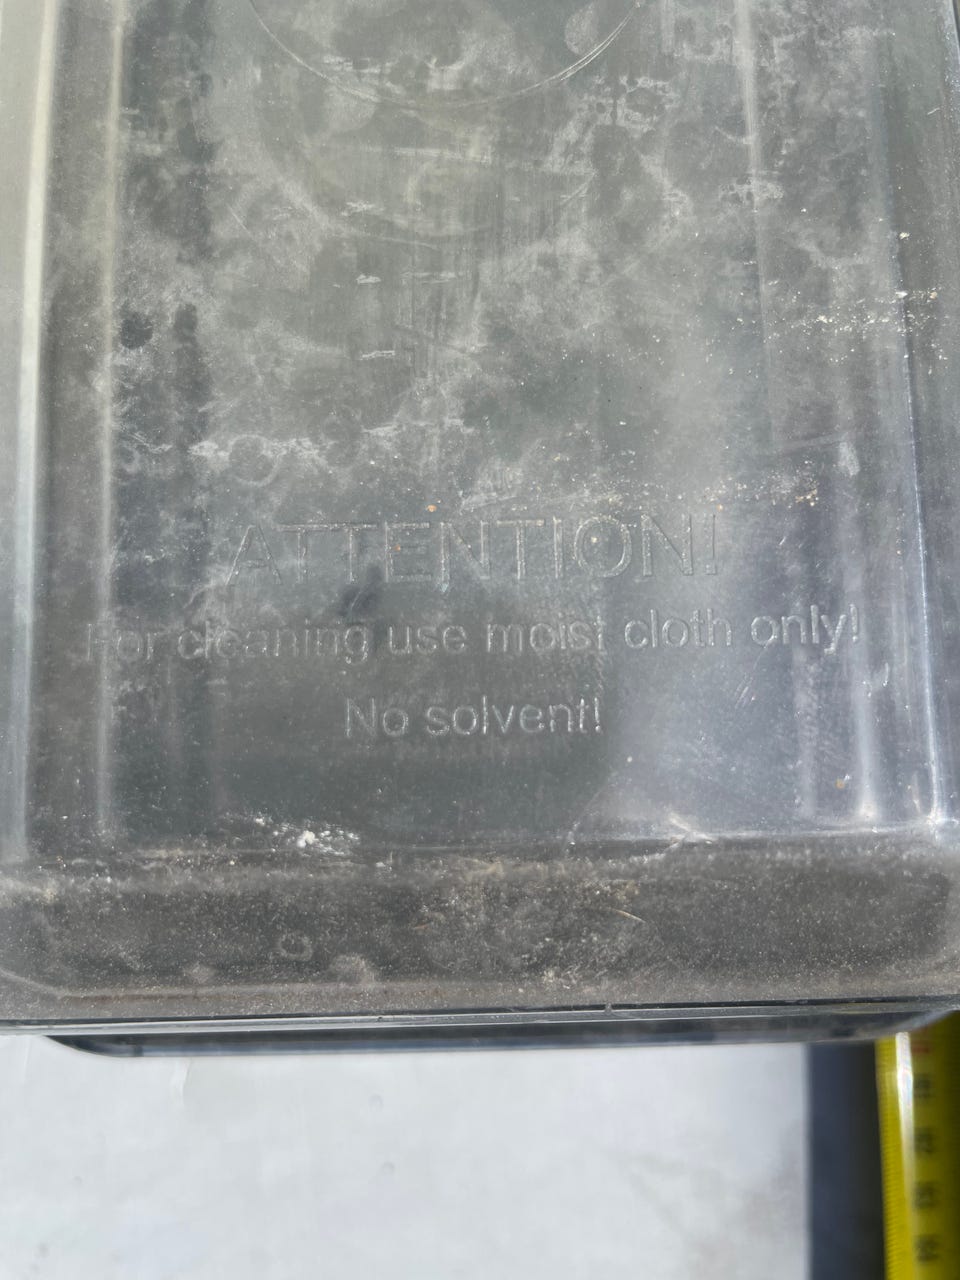 ATTENTION!
For cleaning use moist cloth only!
No solvent!